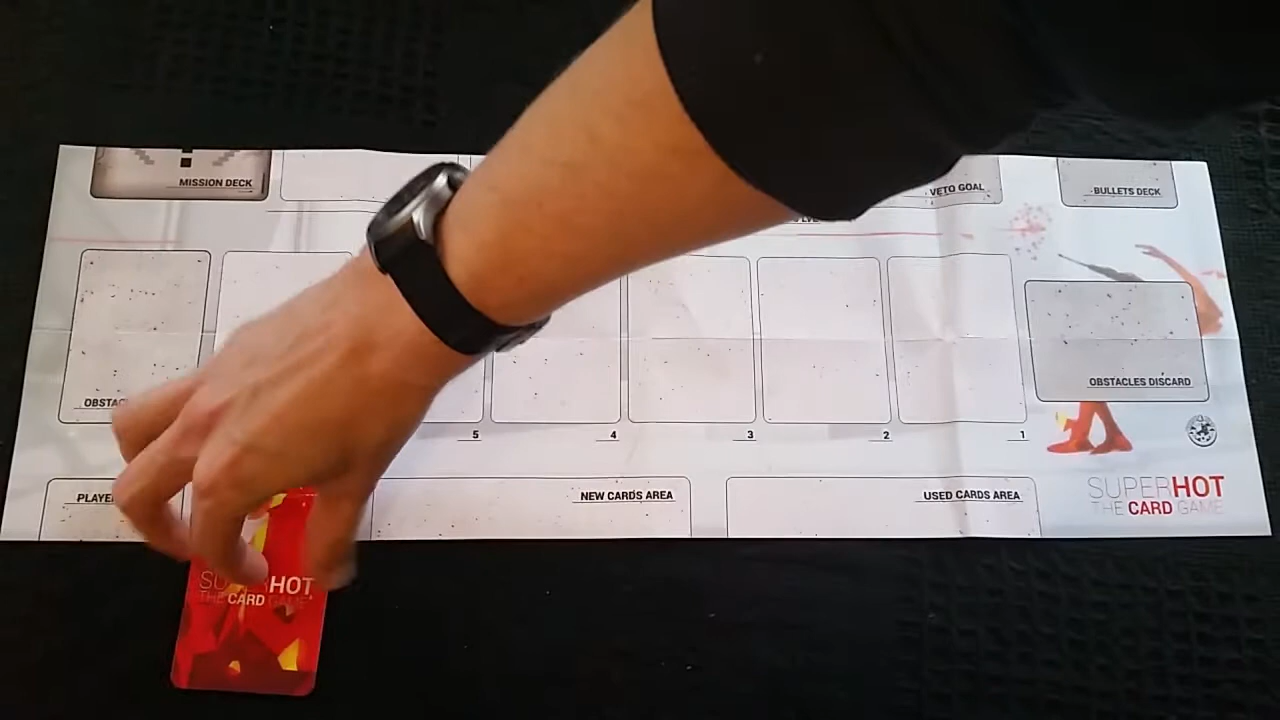 MISSION DECK
VETO GOAL
BULLETS DECK
OBSTACLES DISCARD
5
4
3
2
1
NEW CARDS AREA
USED CARDS AREA
SUPERHOT
THE CARD GAME
HOT
THE CARD GAME